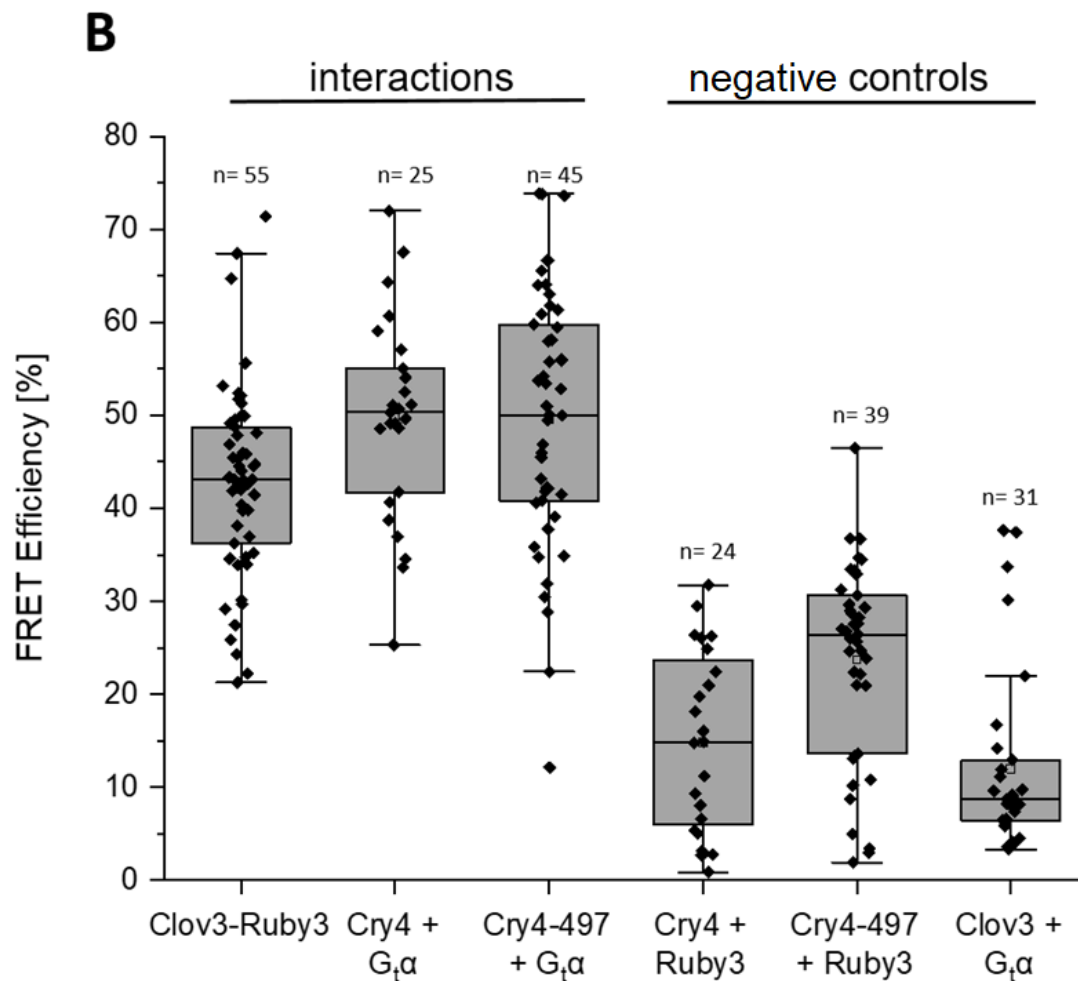 B
interactions
negative controls
80
70
60
50
40
30
20
10
0
FRET Efficiency [%]
n= 55
n= 25
n= 45
n= 24
n= 39
n= 31
Clov3-Ruby3
Cry4 +
Gₜα
Cry4-497
+ Gₜα
Cry4 +
Ruby3
Cry4-497
+ Ruby3
Clov3 +
Gₜα